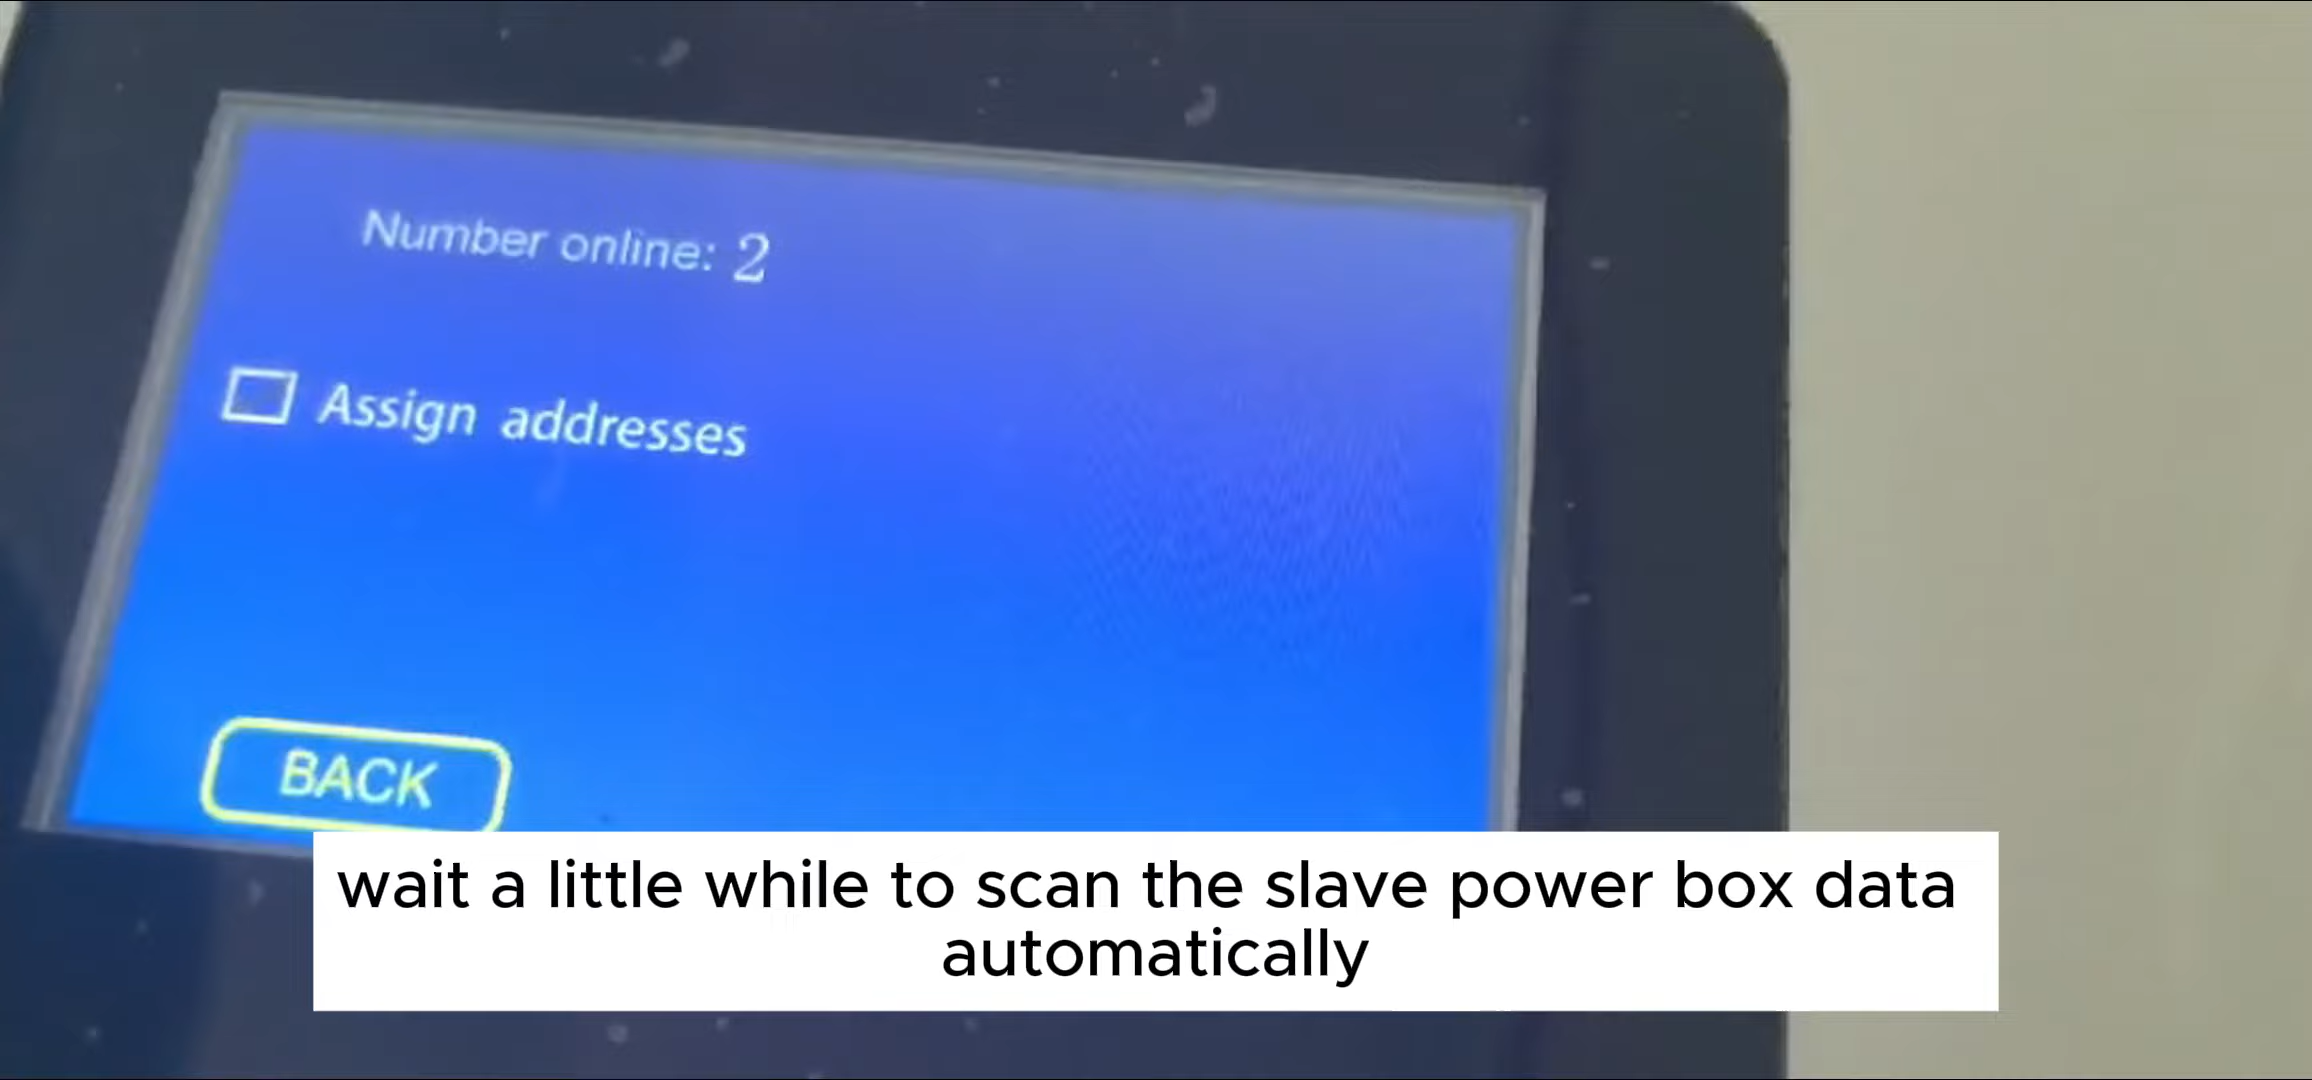 Number online: 2
Assign addresses
BACK
wait a little while to scan the slave power box data
automatically